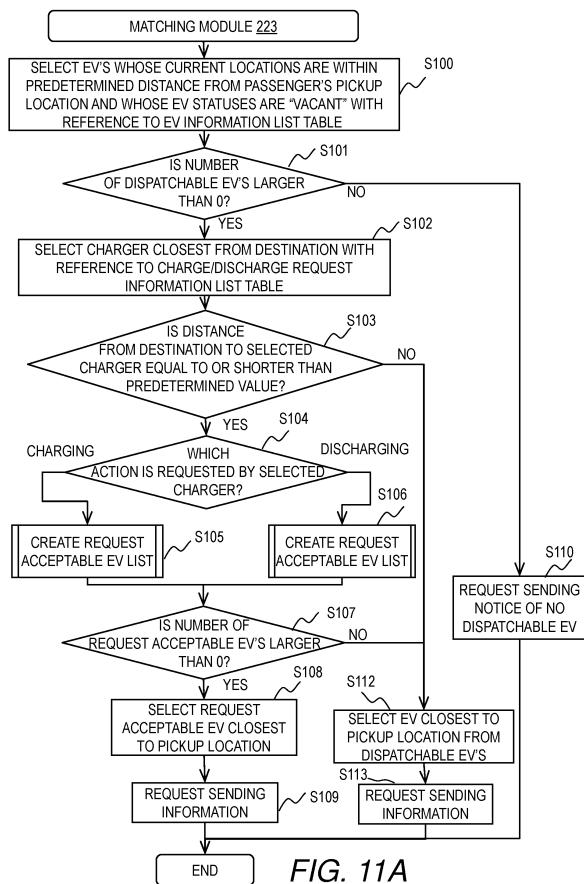 MATCHING MODULE 223
SELECT EV'S WHOSE CURRENT LOCATIONS ARE WITHIN
PREDETERMINED DISTANCE FROM PASSENGER'S PICKUP
LOCATION AND WHOSE EV STATUSES ARE "VACANT" WITH
REFERENCE TO EV INFORMATION LIST TABLE
S100
IS NUMBER
OF DISPATCHABLE EV'S LARGER
THAN 0?
S101
NO
YES
SELECT CHARGER CLOSEST FROM DESTINATION WITH
REFERENCE TO CHARGE/DISCHARGE REQUEST
INFORMATION LIST TABLE
S102
IS DISTANCE
FROM DESTINATION TO SELECTED
CHARGER EQUAL TO OR SHORTER THAN
PREDETERMINED VALUE?
S103
NO
YES
WHICH
ACTION IS REQUESTED BY SELECTED
CHARGER?
S104
CHARGING
DISCHARGING
CREATE REQUEST
ACCEPTABLE EV LIST
S105
CREATE REQUEST
ACCEPTABLE EV LIST
S106
IS NUMBER OF
REQUEST ACCEPTABLE EV'S LARGER
THAN 0?
S107
NO
YES
REQUEST SENDING
NOTICE OF NO
DISPATCHABLE EV
S110
SELECT REQUEST
ACCEPTABLE EV CLOSEST
TO PICKUP LOCATION
S108
SELECT EV CLOSEST TO
PICKUP LOCATION FROM
DISPATCHABLE EV'S
S112
REQUEST SENDING
INFORMATION
S109
REQUEST SENDING
INFORMATION
S113
END
FIG. 11A